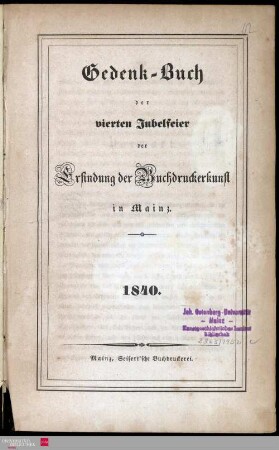 Gedenk-Buch
der
vierten Jubelfeier
der
Erfindung der Buchdruckerkunst
in Mainz.
1840.
Joh. Gutenberg-Universität
- Mainz -
Bibliothek
Mainz, Seifert'sche Buchdruckerei.